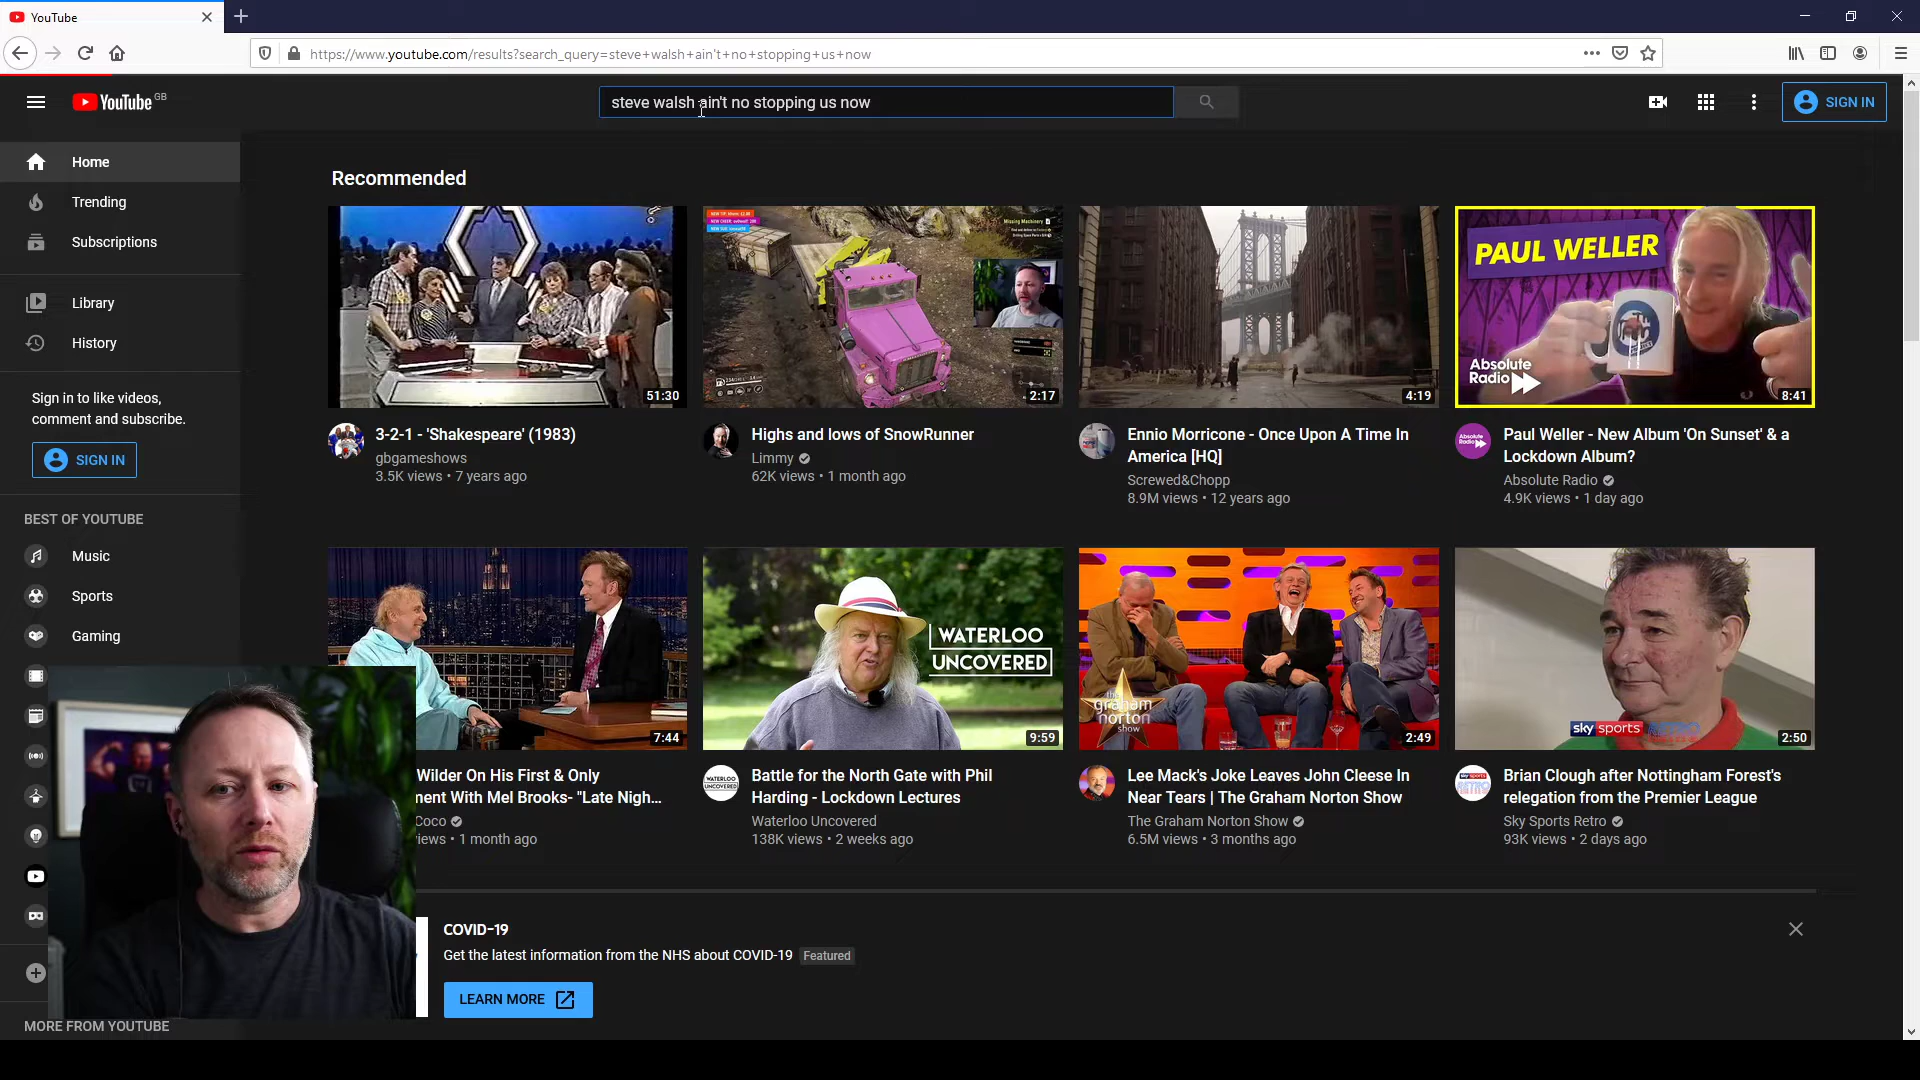 YouTube
https://www.youtube.com/results?search_query=steve+walsh+ain't+no+stopping+us+now
YouTube GB
steve walsh ain't no stopping us now
SIGN IN
Home
Trending
Subscriptions
Library
History
Sign in to like videos,
comment and subscribe.
SIGN IN
BEST OF YOUTUBE
Music
Sports
Gaming
MORE FROM YOUTUBE
Recommended
51:30
3-2-1 - 'Shakespeare' (1983)
gbgameshows
3.5K views • 7 years ago
Missing Machinery
2:17
Highs and lows of SnowRunner
Limmy
62K views • 1 month ago
4:19
Ennio Morricone - Once Upon A Time In
America [HQ]
Screwed&Chopp
8.9M views • 12 years ago
PAUL WELLER
Absolute
Radio
8:41
Paul Weller - New Album 'On Sunset' & a
Lockdown Album?
Absolute Radio
4.9K views • 1 day ago
7:44
Wilder On His First & Only
ment With Mel Brooks- "Late Nigh...
Coco
iews • 1 month ago
WATERLOO
UNCOVERED
9:59
WATERLOO
UNCOVERED
Battle for the North Gate with Phil
Harding - Lockdown Lectures
Waterloo Uncovered
138K views • 2 weeks ago
the
graham
norton
show
2:49
Lee Mack's Joke Leaves John Cleese In
Near Tears | The Graham Norton Show
The Graham Norton Show
6.5M views • 3 months ago
sky sports RETRO
2:50
Brian Clough after Nottingham Forest's
relegation from the Premier League
Sky Sports Retro
93K views • 2 days ago
COVID-19
Get the latest information from the NHS about COVID-19 Featured
LEARN MORE